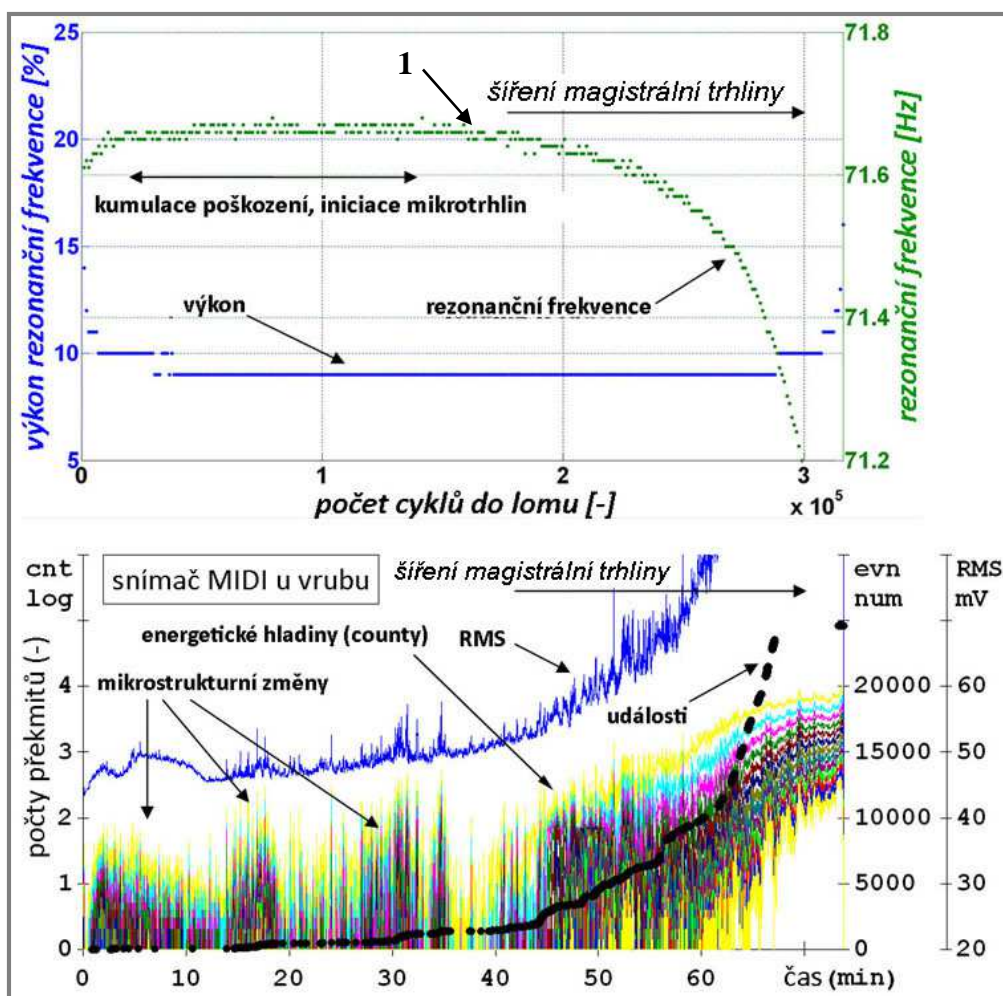 výkon rezonanční frekvence [%]
25
20
15
10
5
71.8
71.6
71.4
71.2
rezonanční frekvence [Hz]
1
šíření magistrální trhliny
kumulace poškození, iniciace mikrotrhlin
výkon
rezonanční frekvence
0
1
2
3
x 10⁵
počet cyklů do lomu [-]
cnt
log
počty překmitů (-)
4
3
2
1
0
snímač MIDI u vrubu
šíření magistrální trhliny
energetické hladiny (county)
RMS
mikrostrukturní změny
události
evn
num
20000
15000
10000
5000
0
RMS
mV
60
50
40
30
20
0
10
20
30
40
50
60
čas(min)